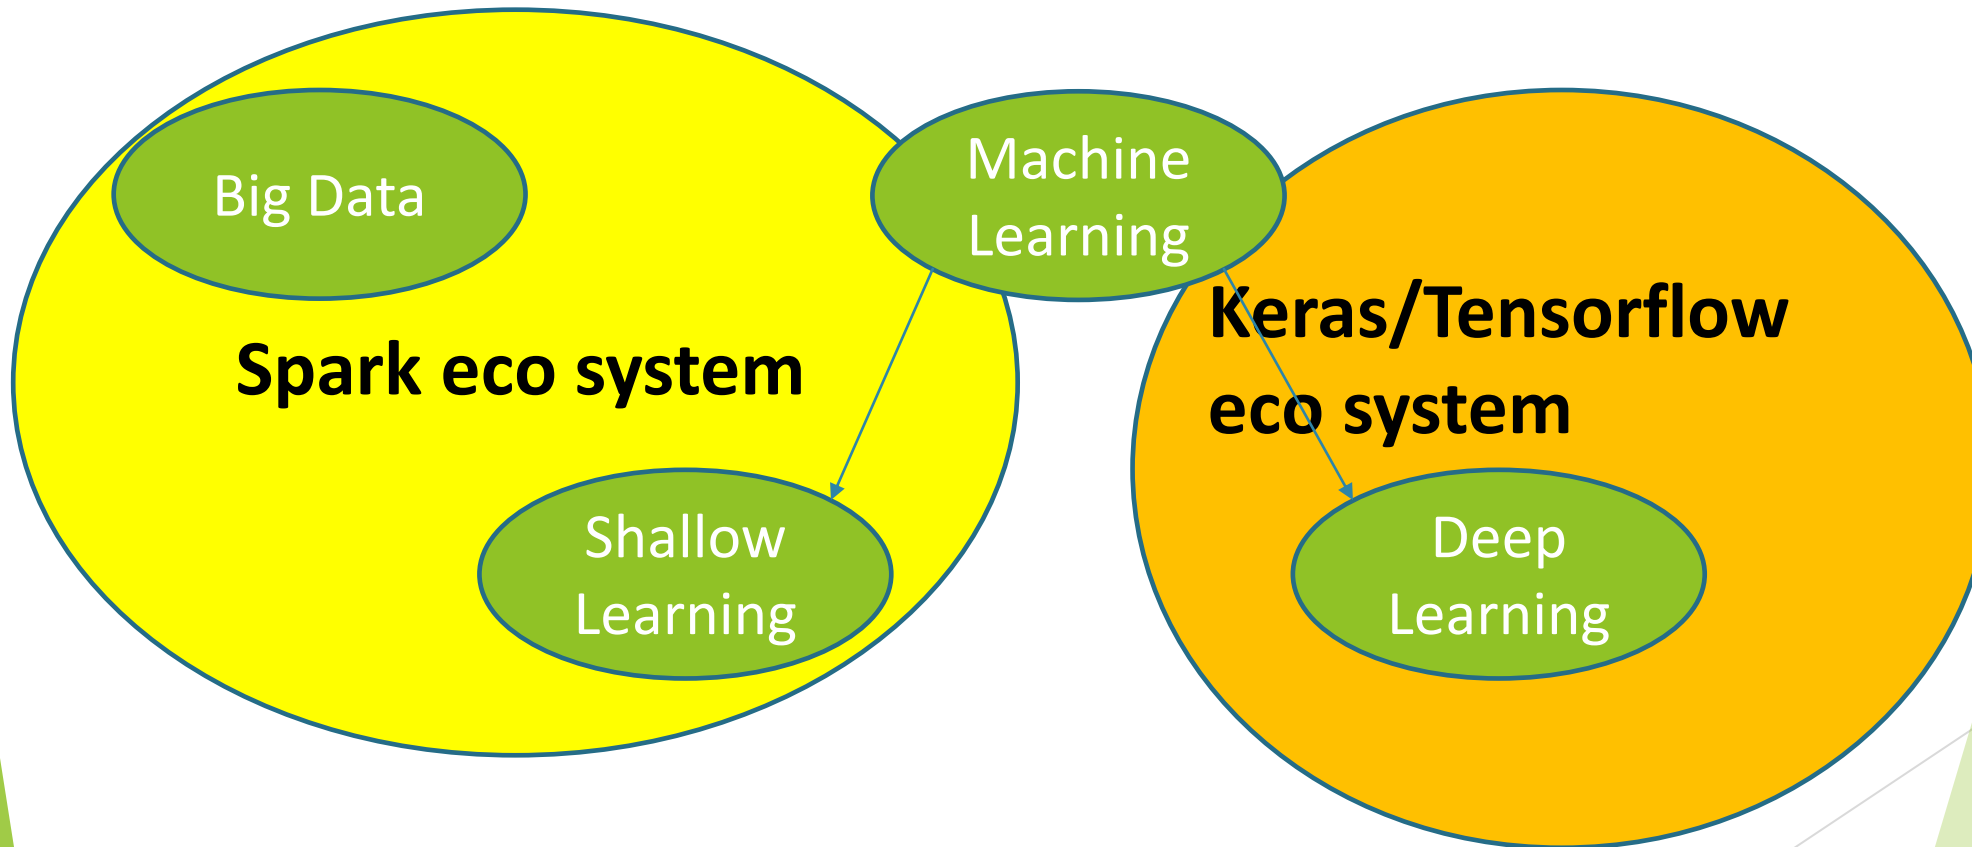 Big Data
Machine
Learning
Spark eco system
Keras/Tensorflow
eco system
Shallow
Learning
Deep
Learning